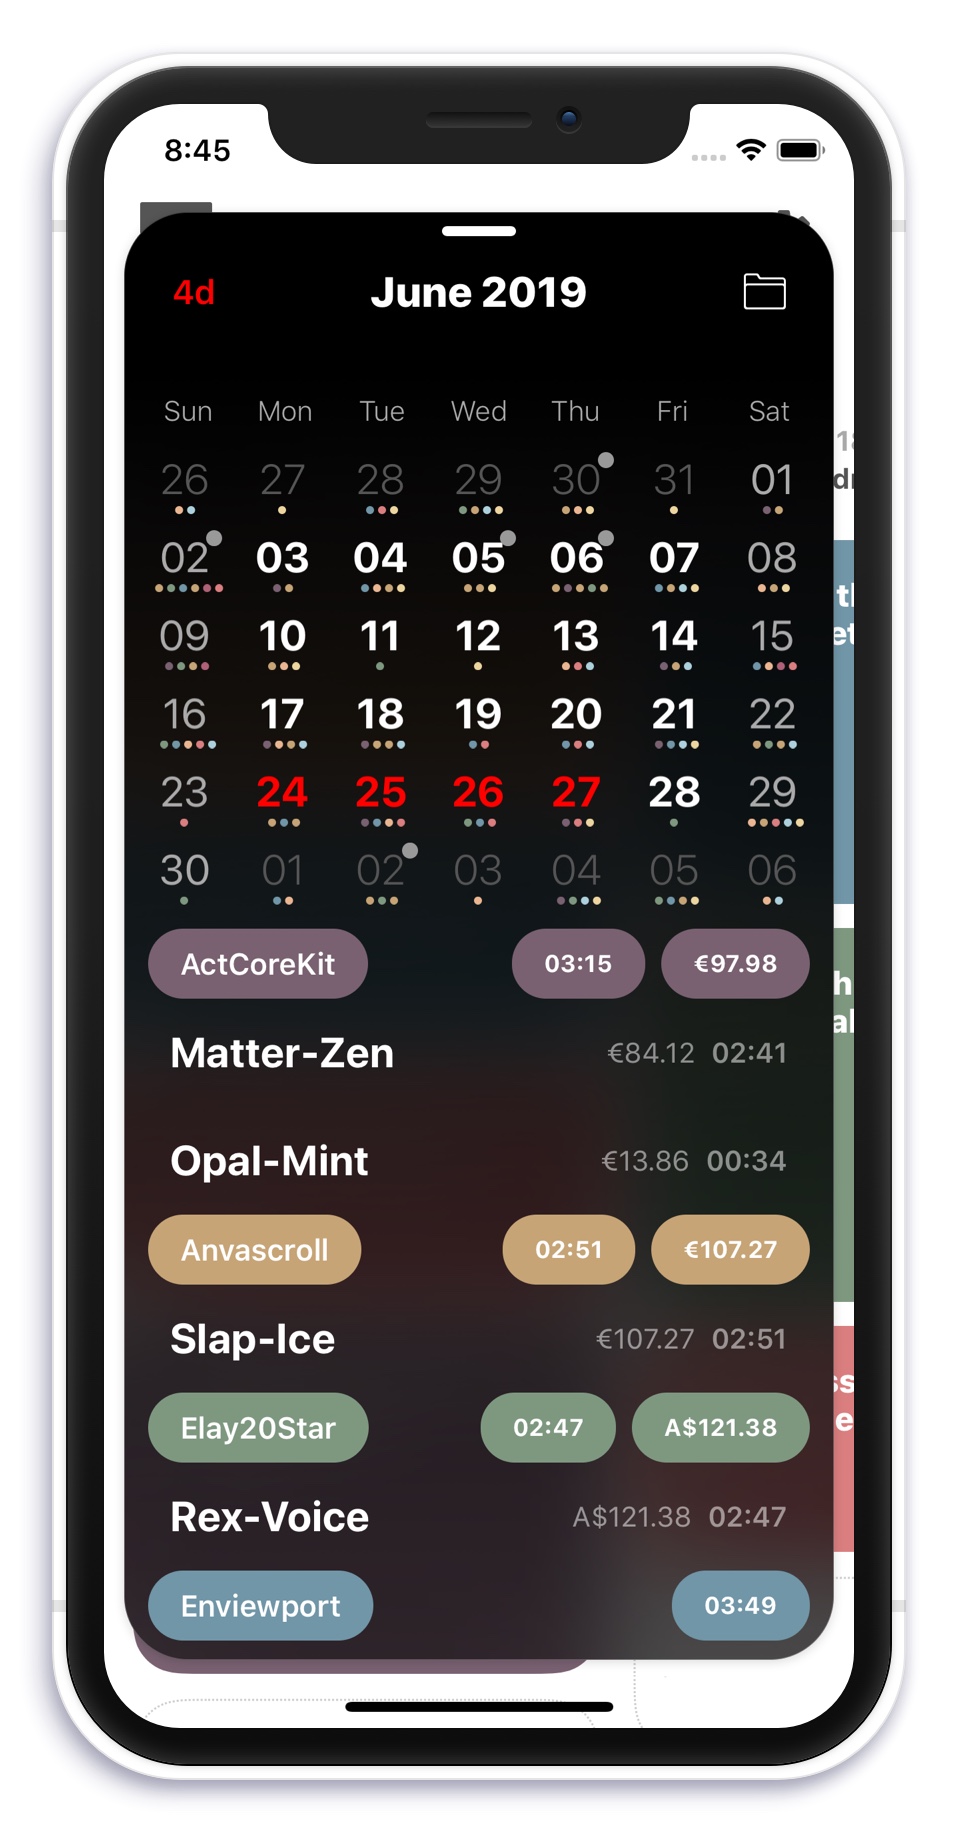 8:45
4d June 2019
Sun Mon Tue Wed Thu Fri Sat
26 27 28 29 30 31 01
02 03 04 05 06 07 08
09 10 11 12 13 14 15
16 17 18 19 20 21 22
23 24 25 26 27 28 29
30 01 02 03 04 05 06
ActCoreKit 03:15 €97.98
Matter-Zen €84.12 02:41
Opal-Mint €13.86 00:34
Anvascroll 02:51 €107.27
Slap-Ice €107.27 02:51
Elay20Star 02:47 A$121.38
Rex-Voice A$121.38 02:47
Enviewport 03:49